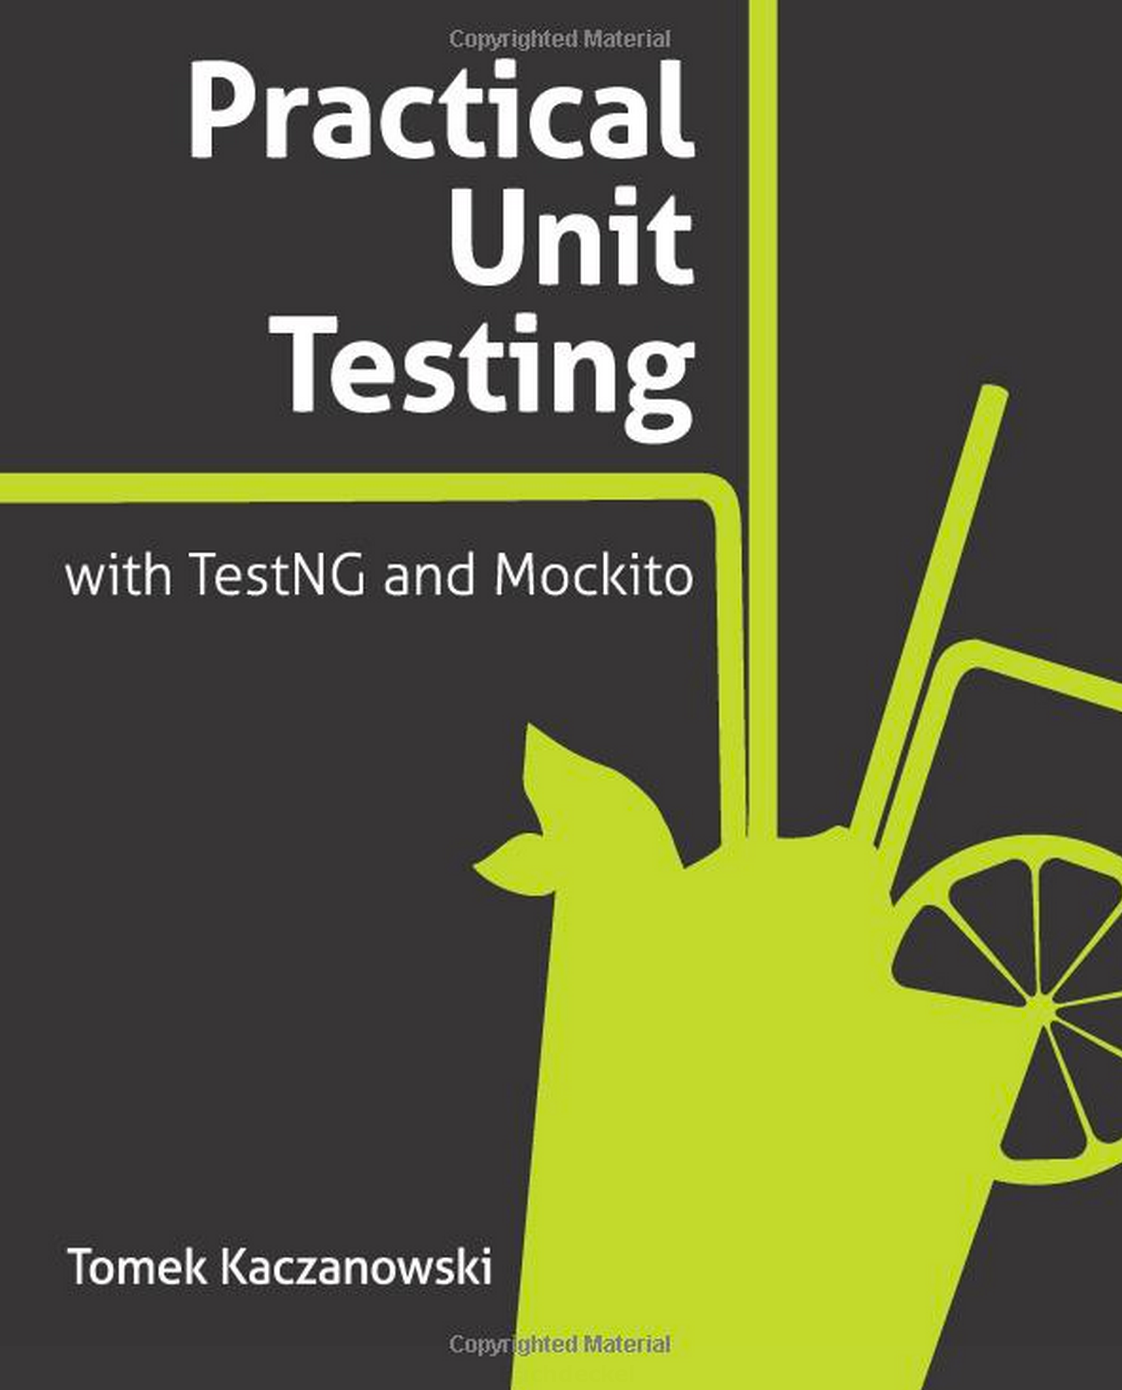 Copyrighted Material
Practical
Unit
Testing
with TestNG and Mockito
Tomek Kaczanowski
Copyrighted Material